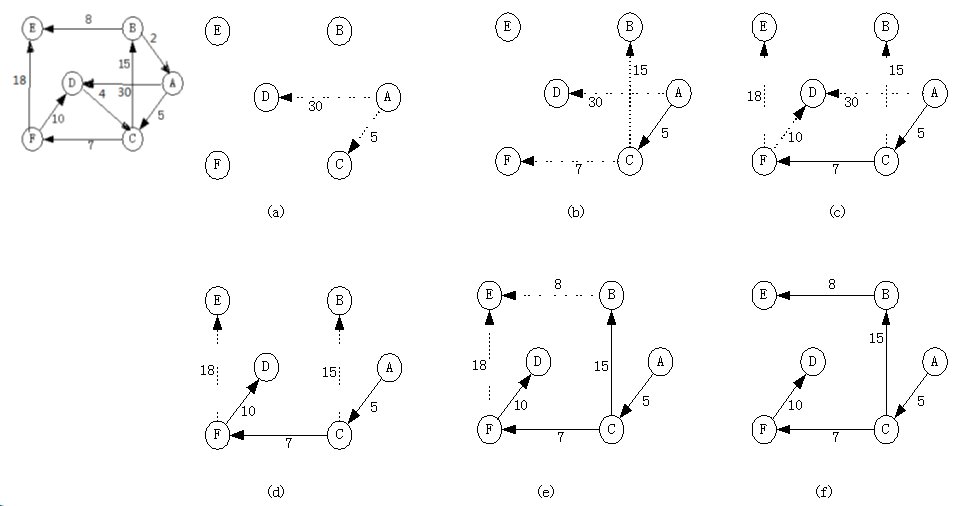 E 8 B
2
15
18 D 4 30 A
10 5
F 7 C
E B
D 30 A
5
F C
(a)
E B
15
D 30 A
5
F 7 C
(b)
E B
15
18 D 30 A
10 5
F 7 C
(c)
E B
18 D 15 A
10 5
F 7 C
(d)
E 8 B
18 D 15 A
10 5
F 7 C
(e)
E 8 B
15
D A
10 5
F 7 C
(f)